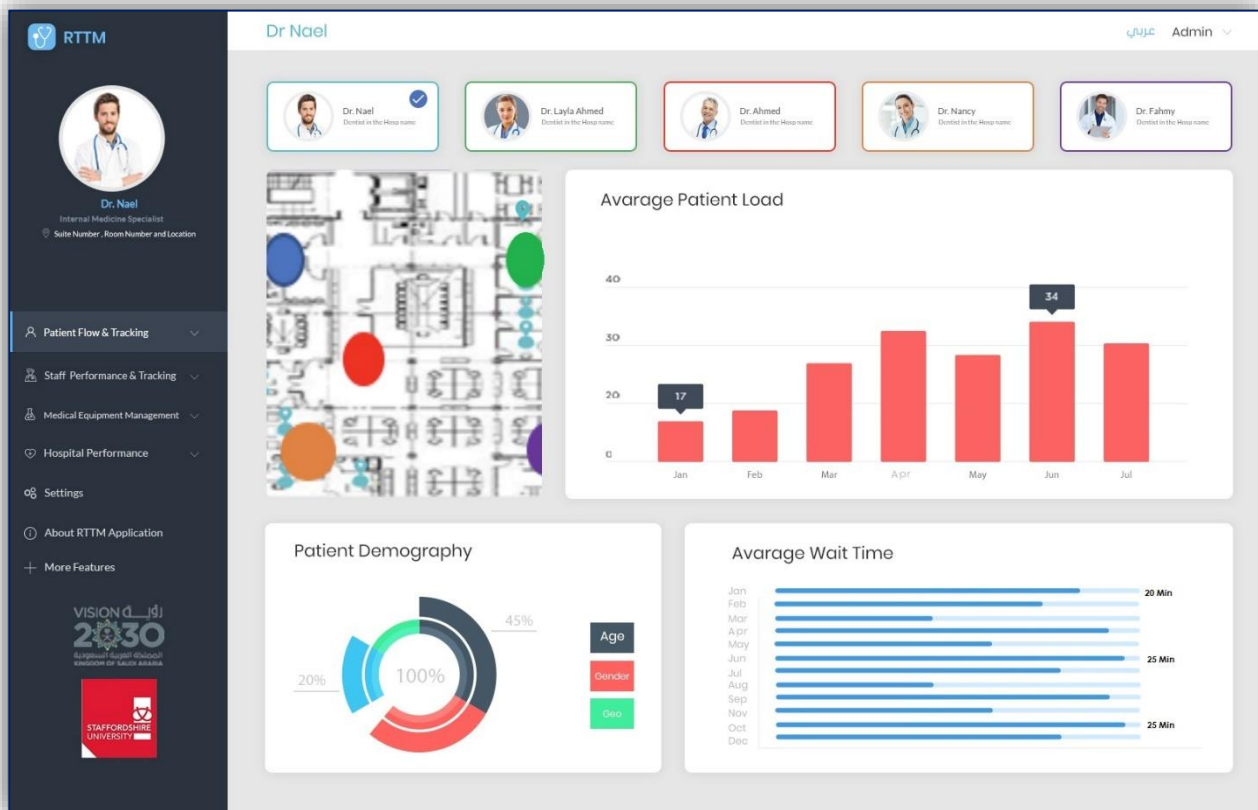 RTTM
Dr. Nael
Internal Medicine Specialist
Suite Number , Room Number and Location
Patient Flow & Tracking
Staff Performance & Tracking
Medical Equipment Management
Hospital Performance
Settings
About RTTM Application
More Features
VISION رؤيــة
2030
المملكة العربية السعودية
KINGDOM OF SAUDI ARABIA
STAFFORDSHIRE
UNIVERSITY
Dr Nael
عربي Admin
Dr. Nael
Dentist in the Hosp name
Dr. Layla Ahmed
Dentist in the Hosp name
Dr. Ahmed
Dentist in the Hosp name
Dr. Nancy
Dentist in the Hosp name
Dr. Fahmy
Dentist in the Hosp name
Avarage Patient Load
40
30
20
0
17
34
Jan Feb Mar Apr May Jun Jul
Patient Demography
45%
20%
100%
Age
Gender
Geo
Avarage Wait Time
Jan 20 Min
Feb
Mar
Apr
May
Jun 25 Min
Jul
Aug
Sep
Nov
Oct 25 Min
Dec